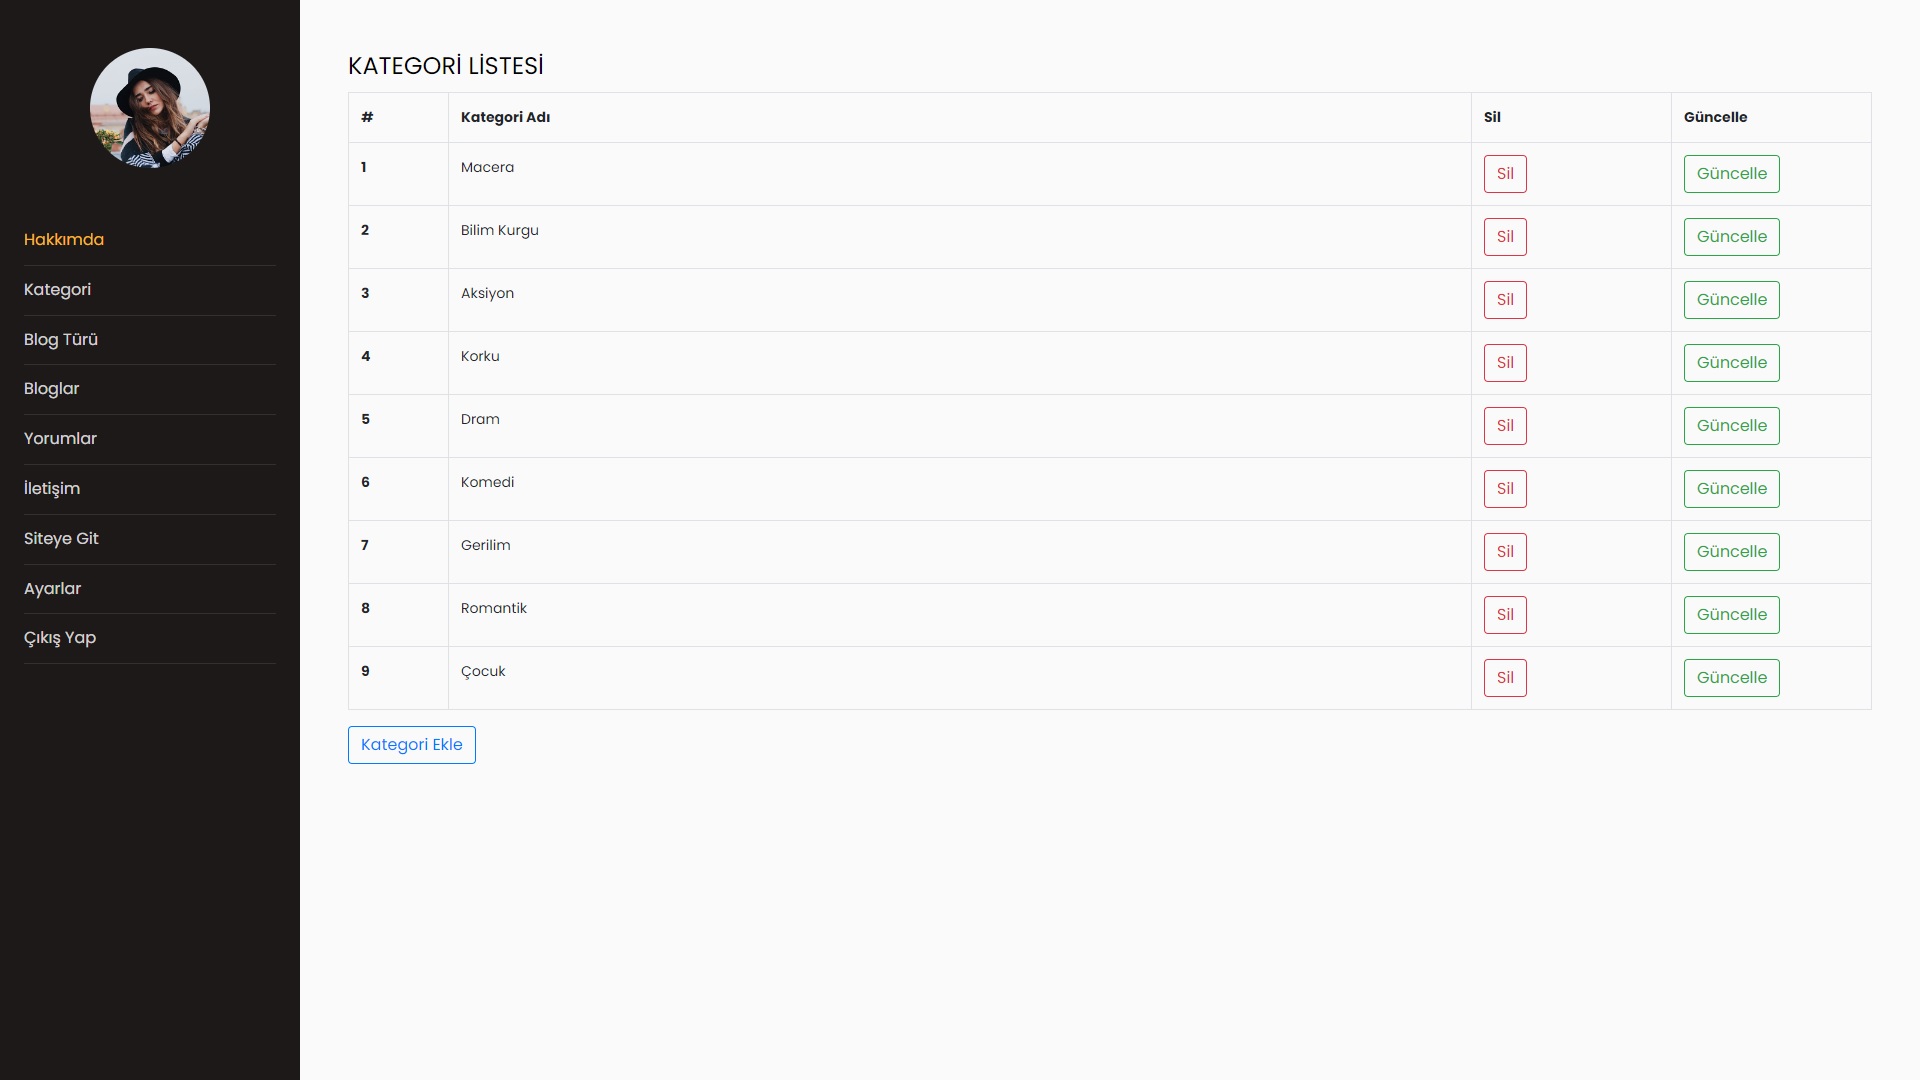 Hakkımda
Kategori
Blog Türü
Bloglar
Yorumlar
İletişim
Siteye Git
Ayarlar
Çıkış Yap
KATEGORİ LİSTESİ
# Kategori Adı Sil Güncelle
1 Macera Sil Güncelle
2 Bilim Kurgu Sil Güncelle
3 Aksiyon Sil Güncelle
4 Korku Sil Güncelle
5 Dram Sil Güncelle
6 Komedi Sil Güncelle
7 Gerilim Sil Güncelle
8 Romantik Sil Güncelle
9 Çocuk Sil Güncelle
Kategori Ekle